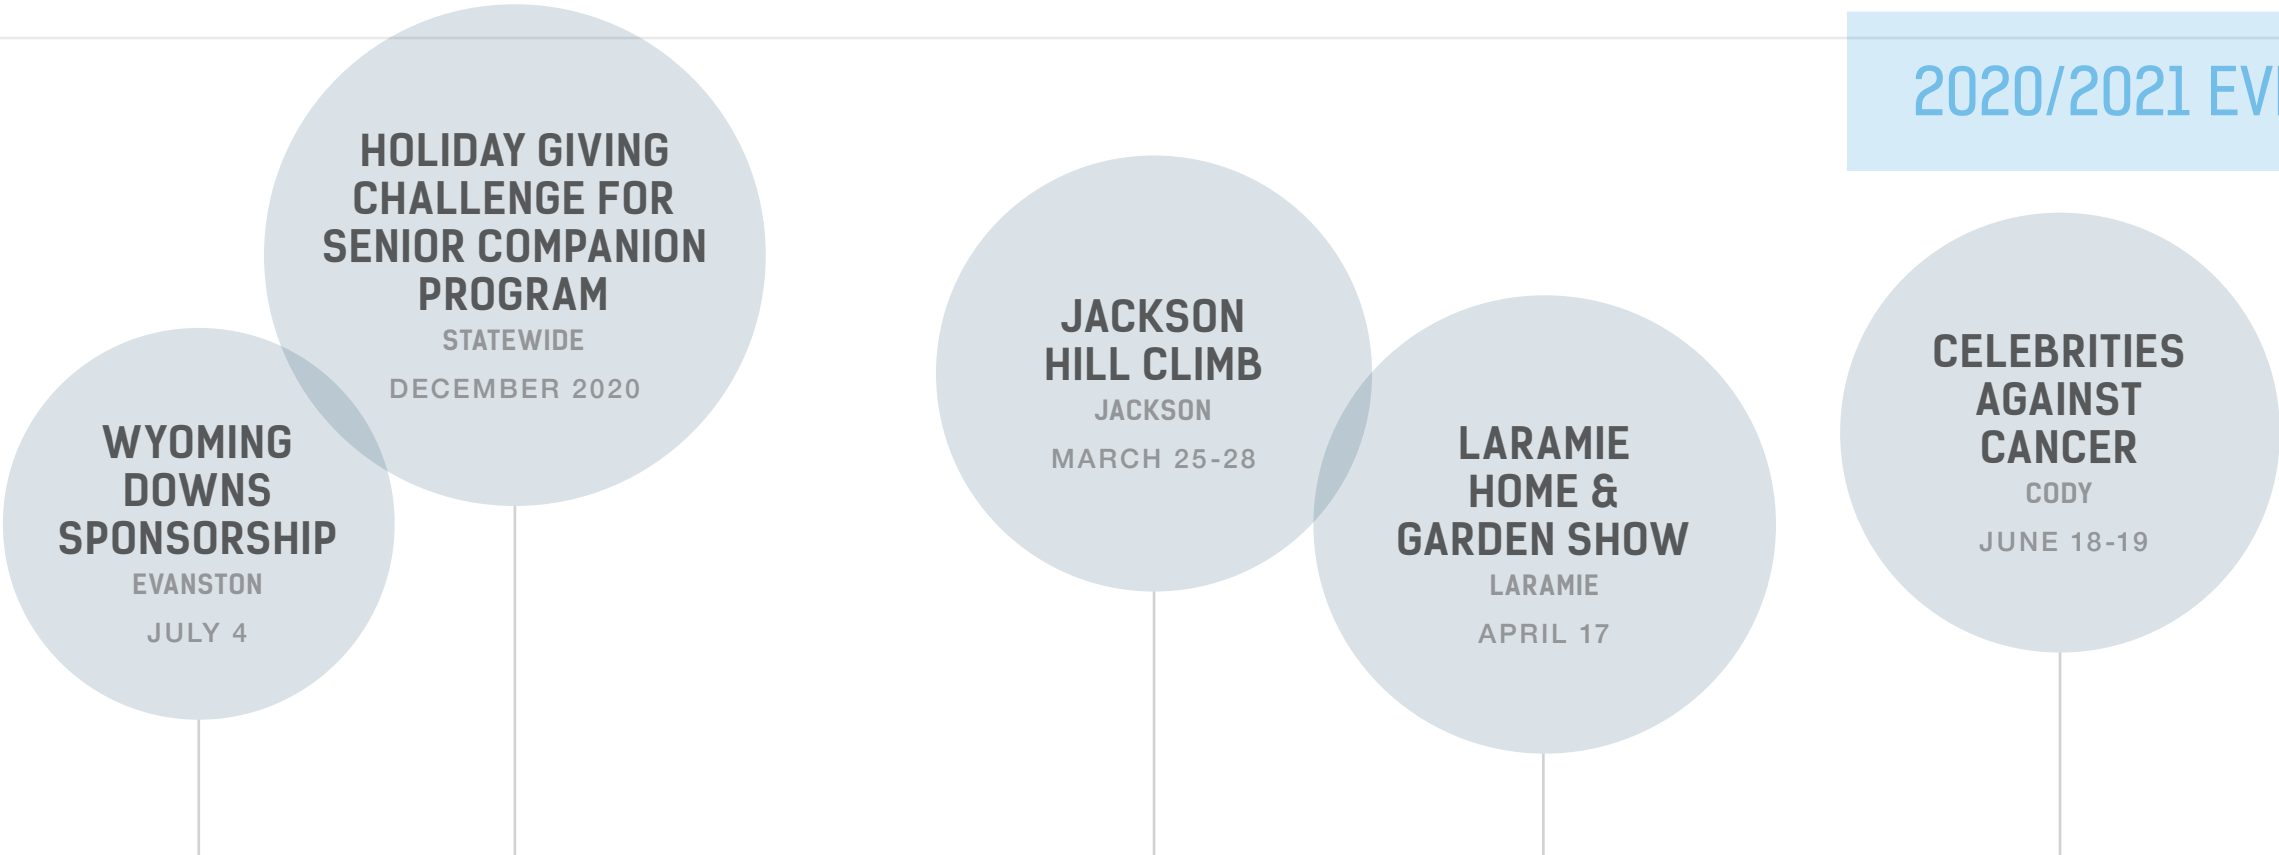 2020/2021
HOLIDAY GIVING
CHALLENGE FOR
SENIOR COMPANION
PROGRAM
STATEWIDE
DECEMBER 2020
WYOMING
DOWNS
SPONSORSHIP
EVANSTON
JULY 4
JACKSON
HILL CLIMB
JACKSON
MARCH 25-28
LARAMIE
HOME &
GARDEN SHOW
LARAMIE
APRIL 17
CELEBRITIES
AGAINST
CANCER
CODY
JUNE 18-19